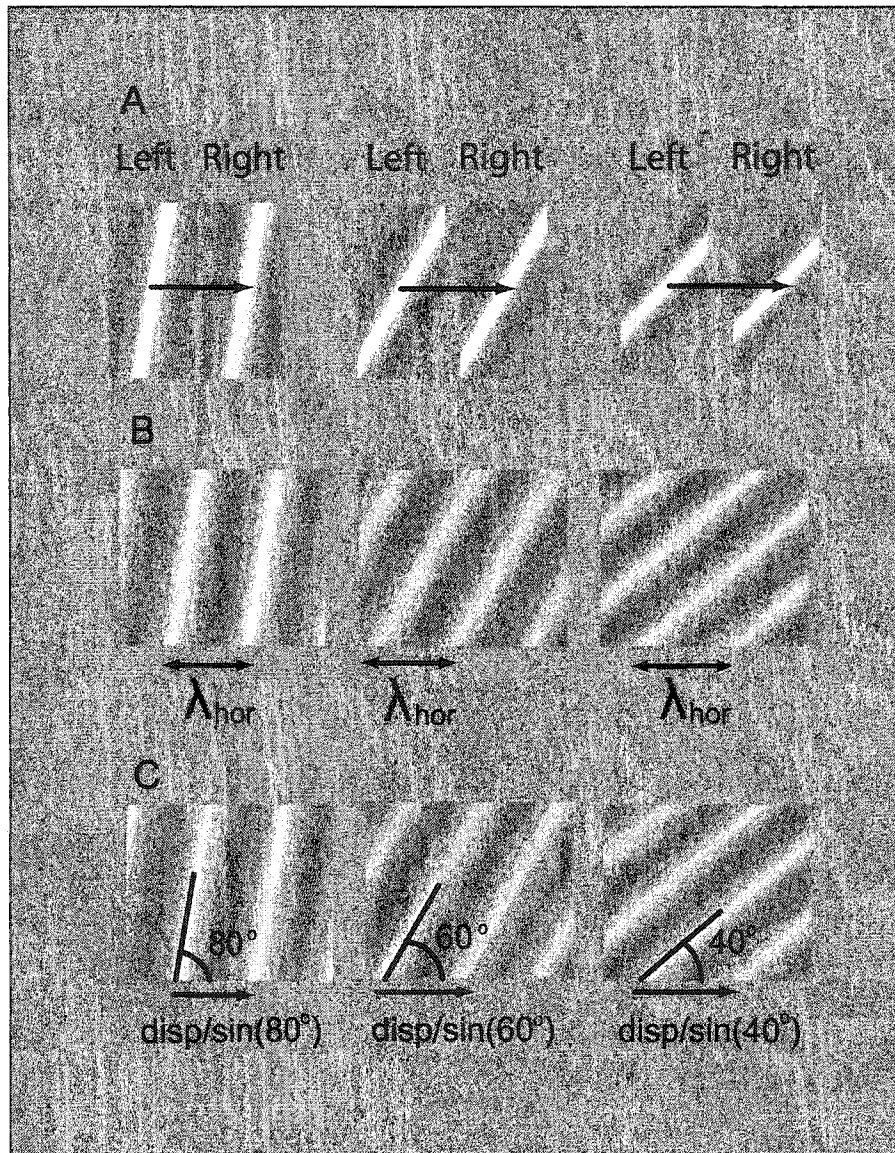 A
Left Right Left Right Left Right
B
λhor λhor λhor
C
80° 60° 40°
disp/sin(80°) disp/sin(60°) disp/sin(40°)